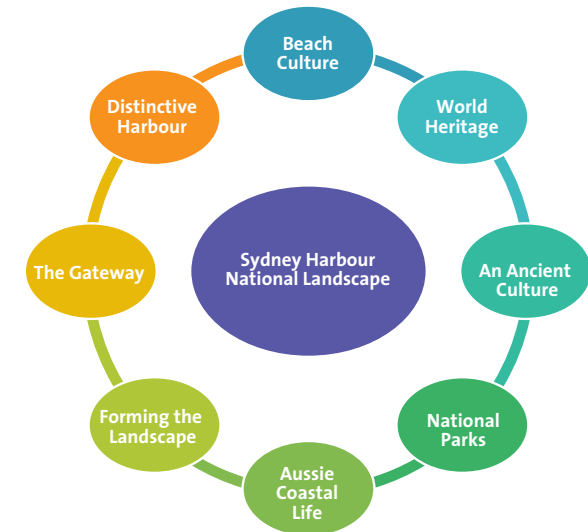 Beach
Culture
World
Heritage
An Ancient
Culture
National
Parks
Aussie
Coastal
Life
Forming the
Landscape
The Gateway
Distinctive
Harbour
Sydney Harbour
National Landscape